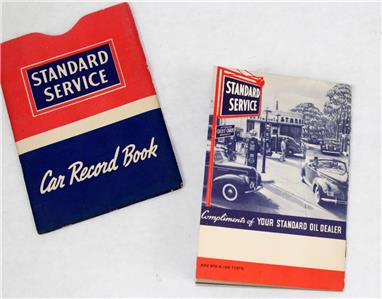 STANDARD
SERVICE
Car Record Book
STANDARD
SERVICE
Compliments of YOUR STANDARD OIL DEALER